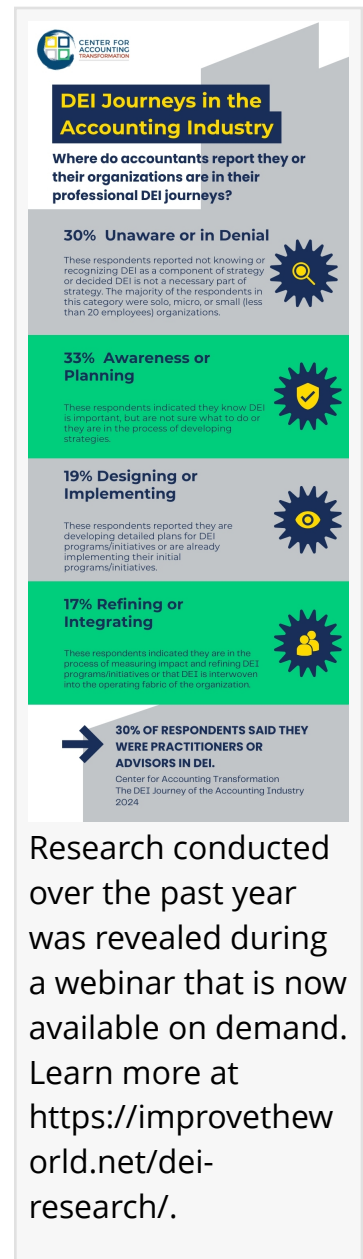 CENTER FOR
ACCOUNTING
TRANSFORMATION
DEI Journeys in the
Accounting Industry
Where do accountants report they or
their organizations are in their
professional DEI journeys?
30% Unaware or in Denial
These respondents reported not knowing or
recognizing DEI as a component of strategy
or decided DEI is not a necessary part of
strategy. The majority of the respondents in
this category were solo, micro, or small (less
than 20 employees) organizations.
33% Awareness or
Planning
These respondents indicated they know DEI
is important, but are not sure what to do or
they are in the process of developing
strategies.
19% Designing or
Implementing
These respondents reported they are
developing detailed plans for DEI
programs/initiatives or are already
implementing their initial
programs/initiatives.
17% Refining or
Integrating
These respondents indicated they are in the
process of measuring impact and refining DEI
programs/initiatives or that DEI is interwoven
into the operating fabric of the organization.
30% OF RESPONDENTS SAID THEY
WERE PRACTITIONERS OR
ADVISORS IN DEI.
Center for Accounting Transformation
The DEI Journey of the Accounting Industry
2024
Research conducted
over the past year
was revealed during
a webinar that is now
available on demand.
Learn more at
https://improvethew
orld.net/dei-
research/.